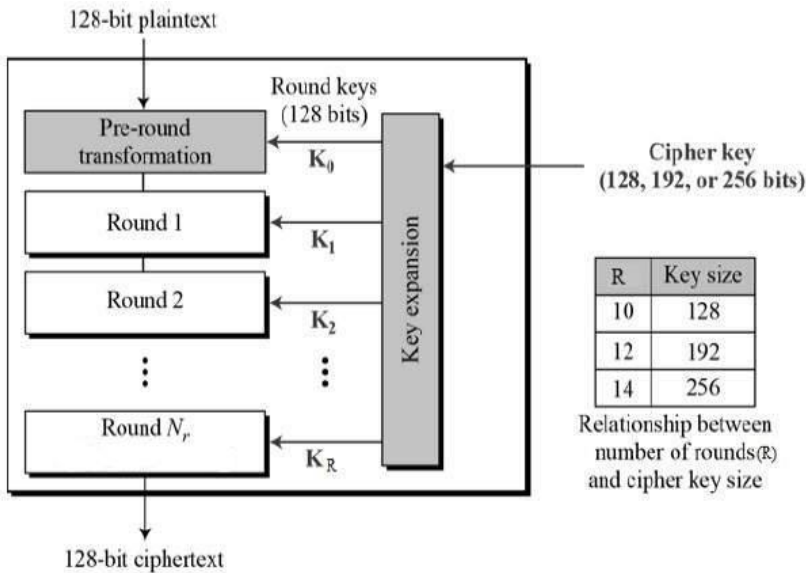 128-bit plaintext
Round keys
(128 bits)
Pre-round
transformation
K0
Cipher key
(128, 192, or 256 bits)
Round 1
K1
Key expansion
Round 2
K2
R Key size
10 128
12 192
14 256
Relationship between
number of rounds(R)
and cipher key size
Round Nr
KR
128-bit ciphertext